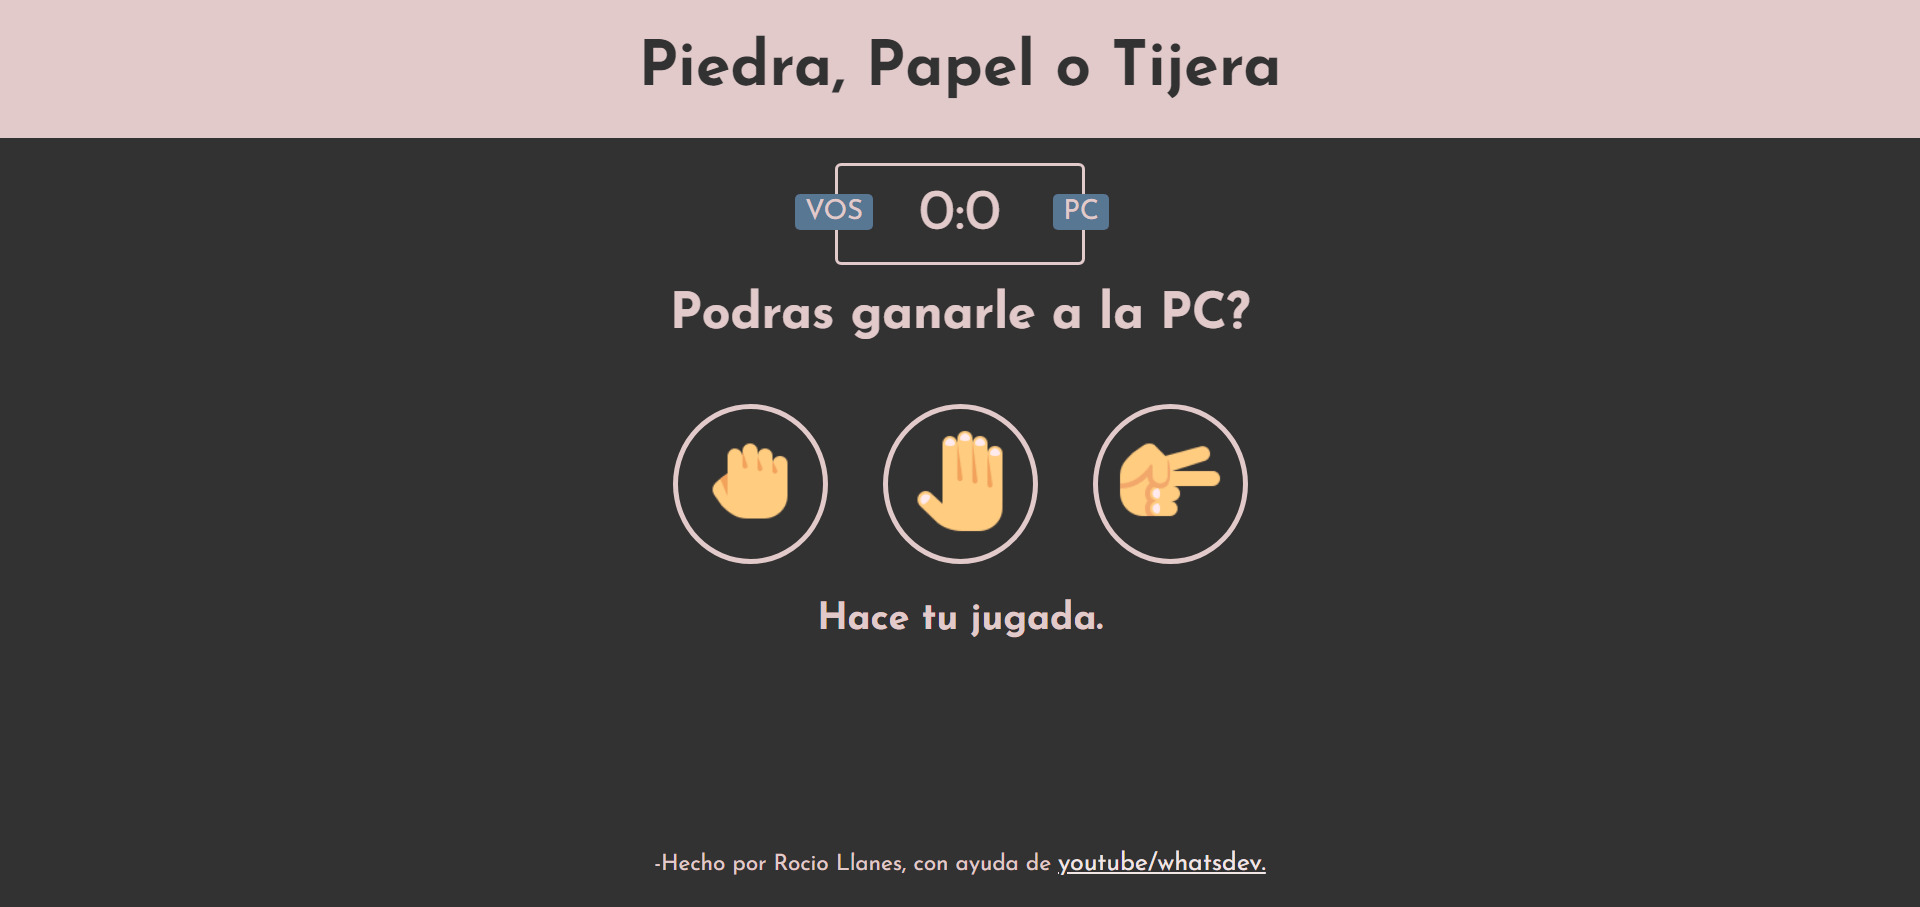 Piedra, Papel o Tijera
VOS 0:0 PC
Podras ganarle a la PC?
Hace tu jugada.
-Hecho por Rocio Llanes, con ayuda de youtube/whatsdev.